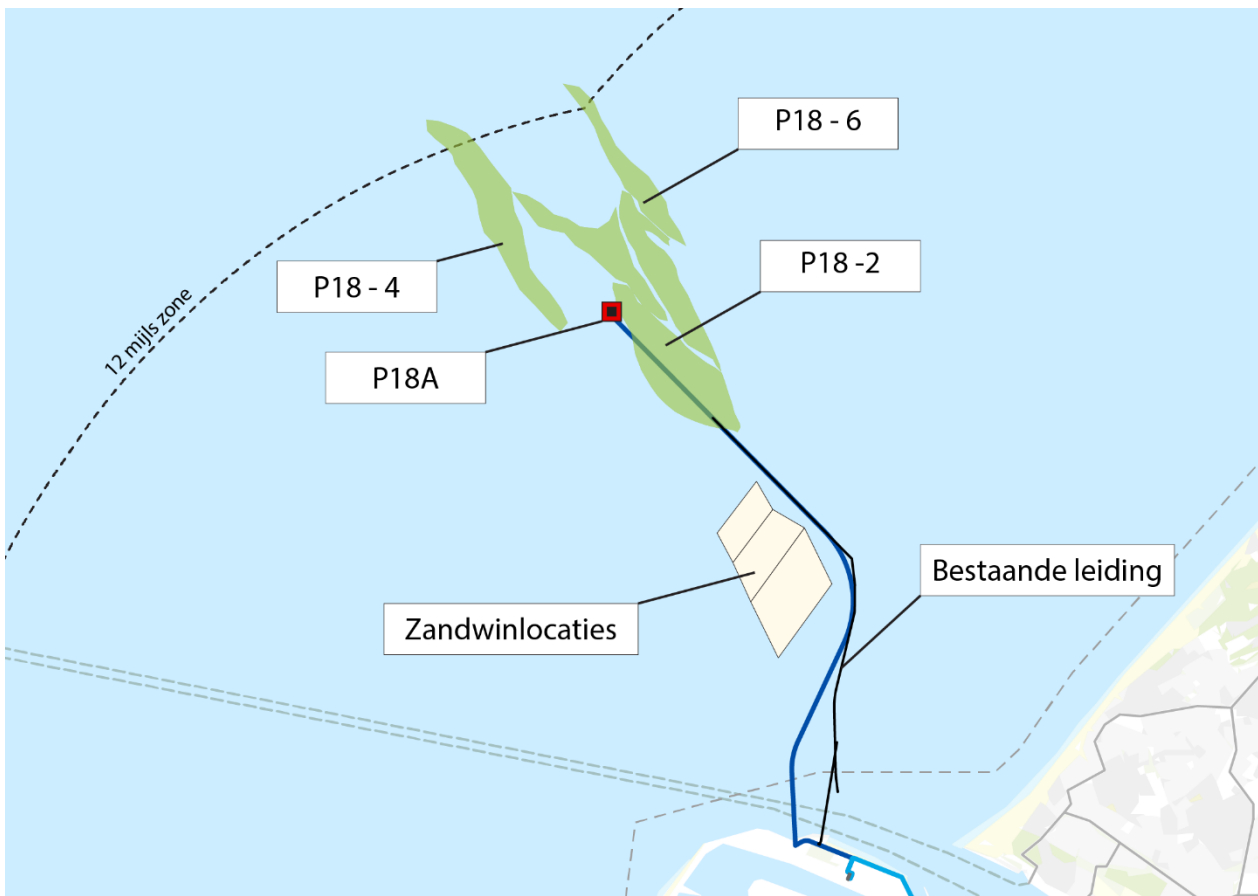 P18 - 6
P18 -2
P18 - 4
12 mijls zone
P18A
Bestaande leiding
Zandwinlocaties